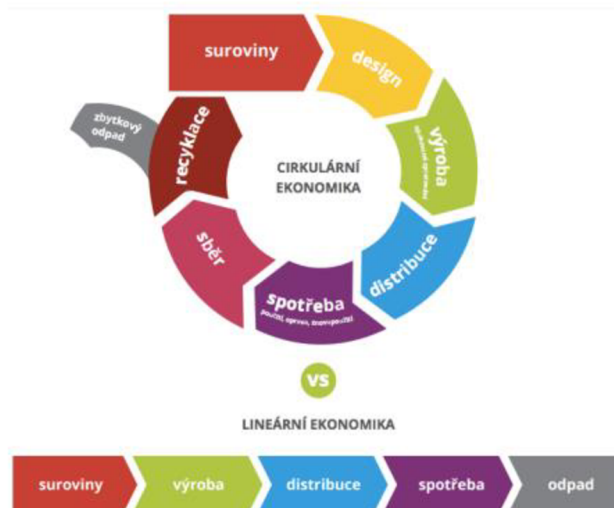 suroviny
design
výroba
distribuce
spotřeba
použití, oprava, znovupoužití
sběr
recyklace
zbytkový
odpad
CIRKULÁRNÍ
EKONOMIKA
VS
LINEÁRNÍ EKONOMIKA
suroviny
výroba
distribuce
spotřeba
odpad